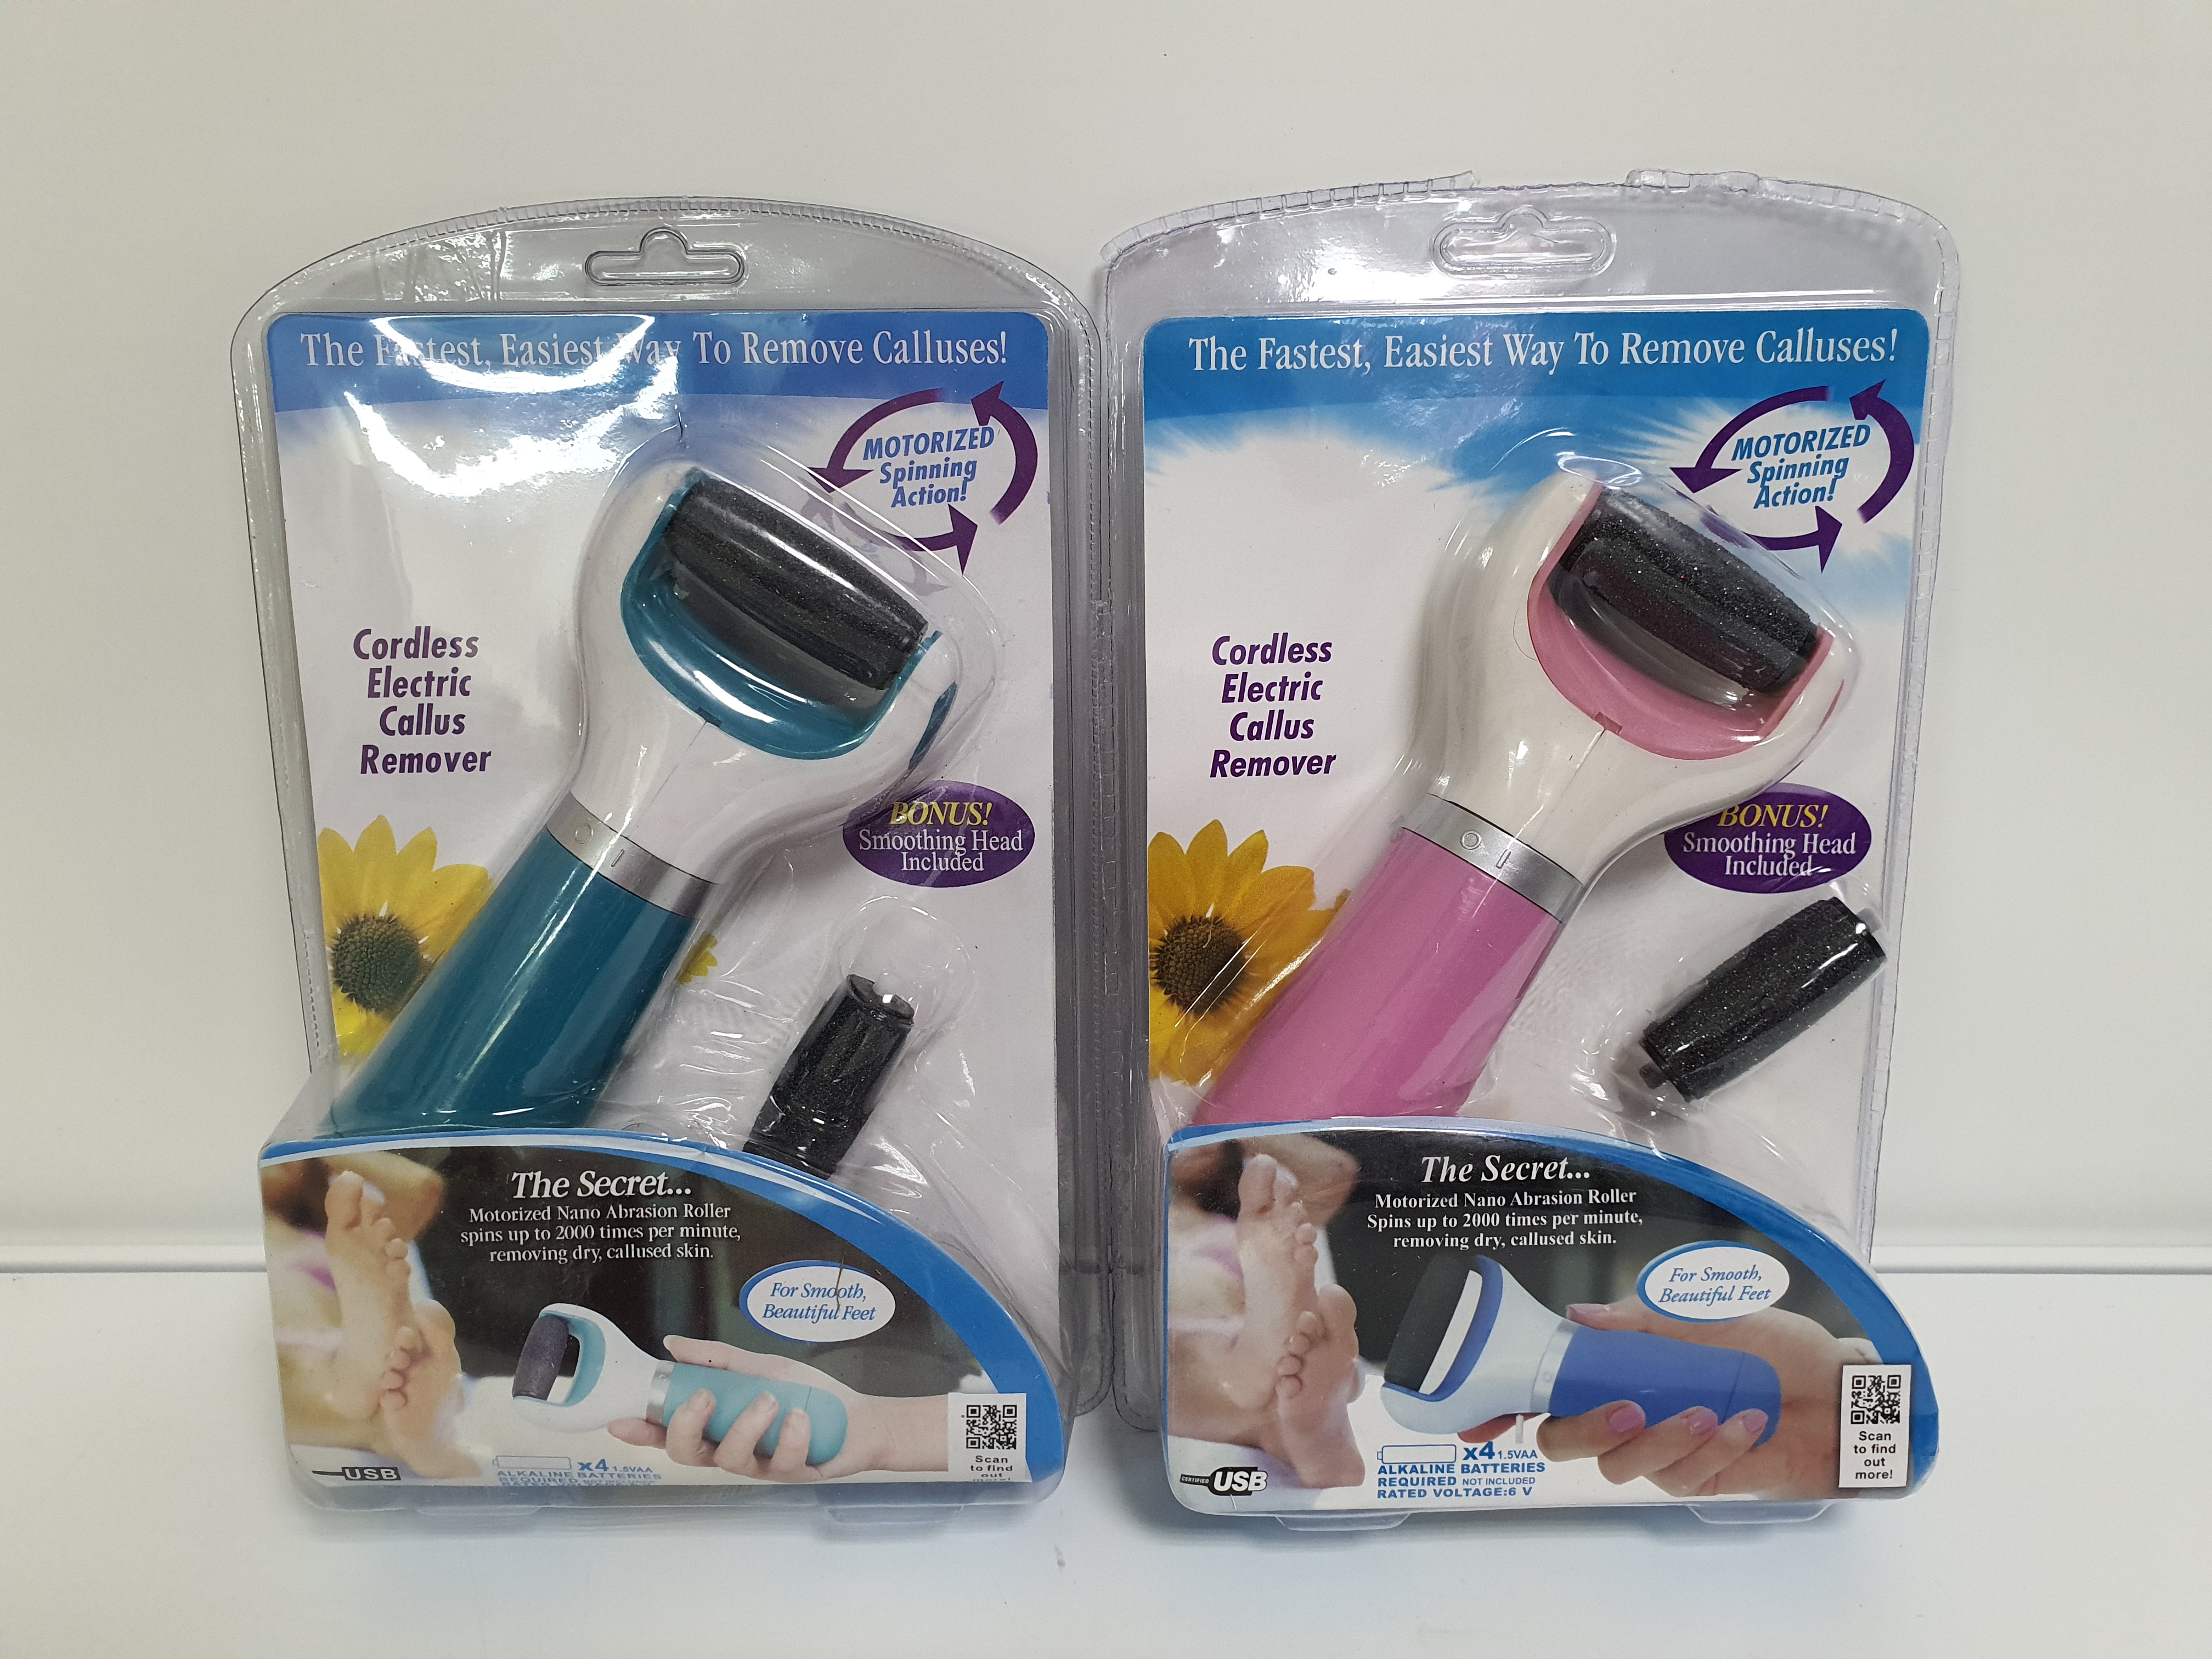 The Fastest, Easiest Way To Remove Calluses!
MOTORIZED
Spinning
Action!
Cordless
Electric
Callus
Remover
BONUS!
Smoothing Head
Included
The Secret...
Motorized Nano Abrasion Roller
spins up to 2000 times per minute,
removing dry, callused skin.
For Smooth,
Beautiful Feet
USB
x4 1.5VAA
ALKALINE BATTERIES
Scan
to find
out
more!
The Fastest, Easiest Way To Remove Calluses!
MOTORIZED
Spinning
Action!
Cordless
Electric
Callus
Remover
BONUS!
Smoothing Head
Included
The Secret...
Motorized Nano Abrasion Roller
Spins up to 2000 times per minute,
removing dry, callused skin.
For Smooth,
Beautiful Feet
CERTIFIED USB
x4 1.5VAA
ALKALINE BATTERIES
REQUIRED NOT INCLUDED
RATED VOLTAGE:6 V
Scan
to find
out
more!